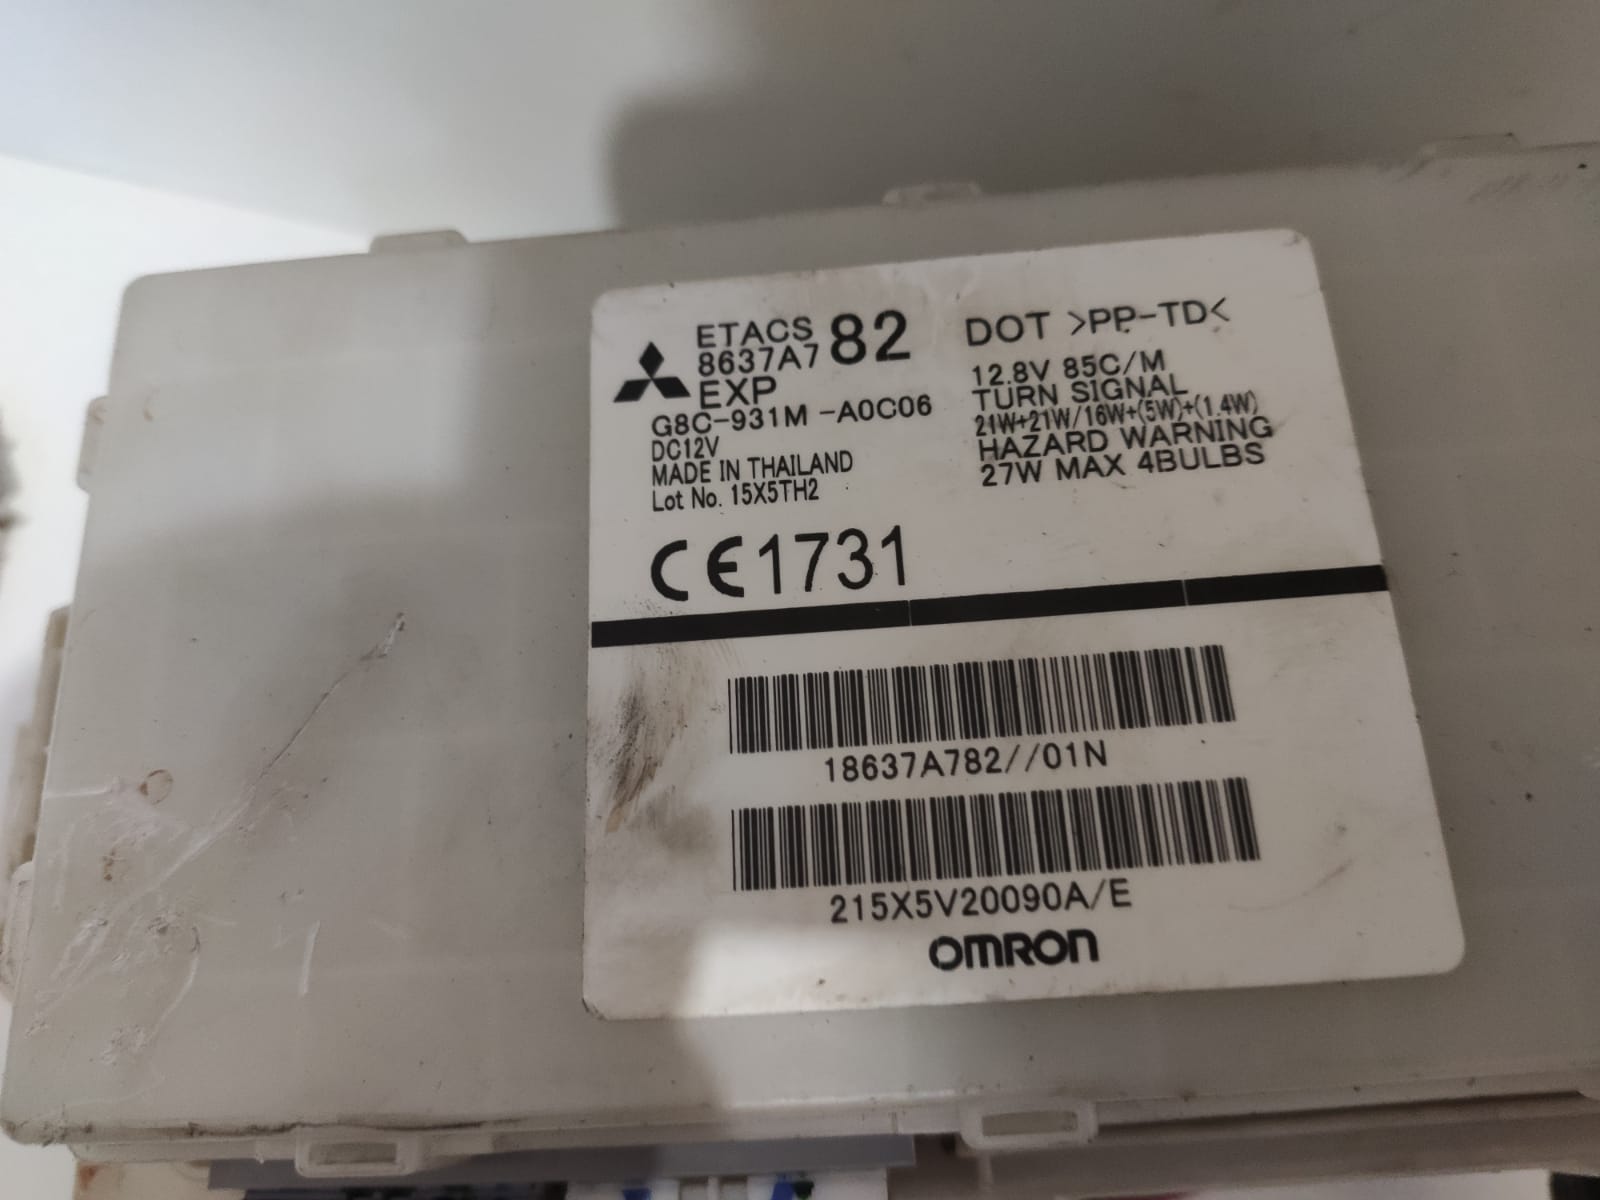 ETACS
8637A7 82
EXP
G8C-931M -A0C06
DC12V
MADE IN THAILAND
Lot No. 15X5TH2
CE1731
DOT >PP-TD<
12.8V 85C/M
TURN SIGNAL
21W+21W/16W+(5W)+(1.4W)
HAZARD WARNING
27W MAX 4BULBS
18637A782//01N
215X5V20090A/E
OMRON